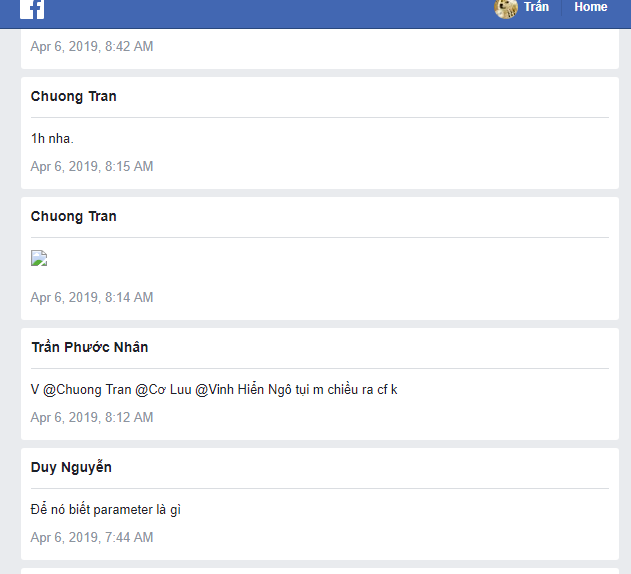 Trần
Home
Apr 6, 2019, 8:42 AM
Chuong Tran
1h nha.
Apr 6, 2019, 8:15 AM
Chuong Tran
Apr 6, 2019, 8:14 AM
Trần Phước Nhân
V @Chuong Tran @Cơ Luu @Vinh Hiển Ngô tụi m chiều ra cf k
Apr 6, 2019, 8:12 AM
Duy Nguyễn
Để nó biết parameter là gì
Apr 6, 2019, 7:44 AM